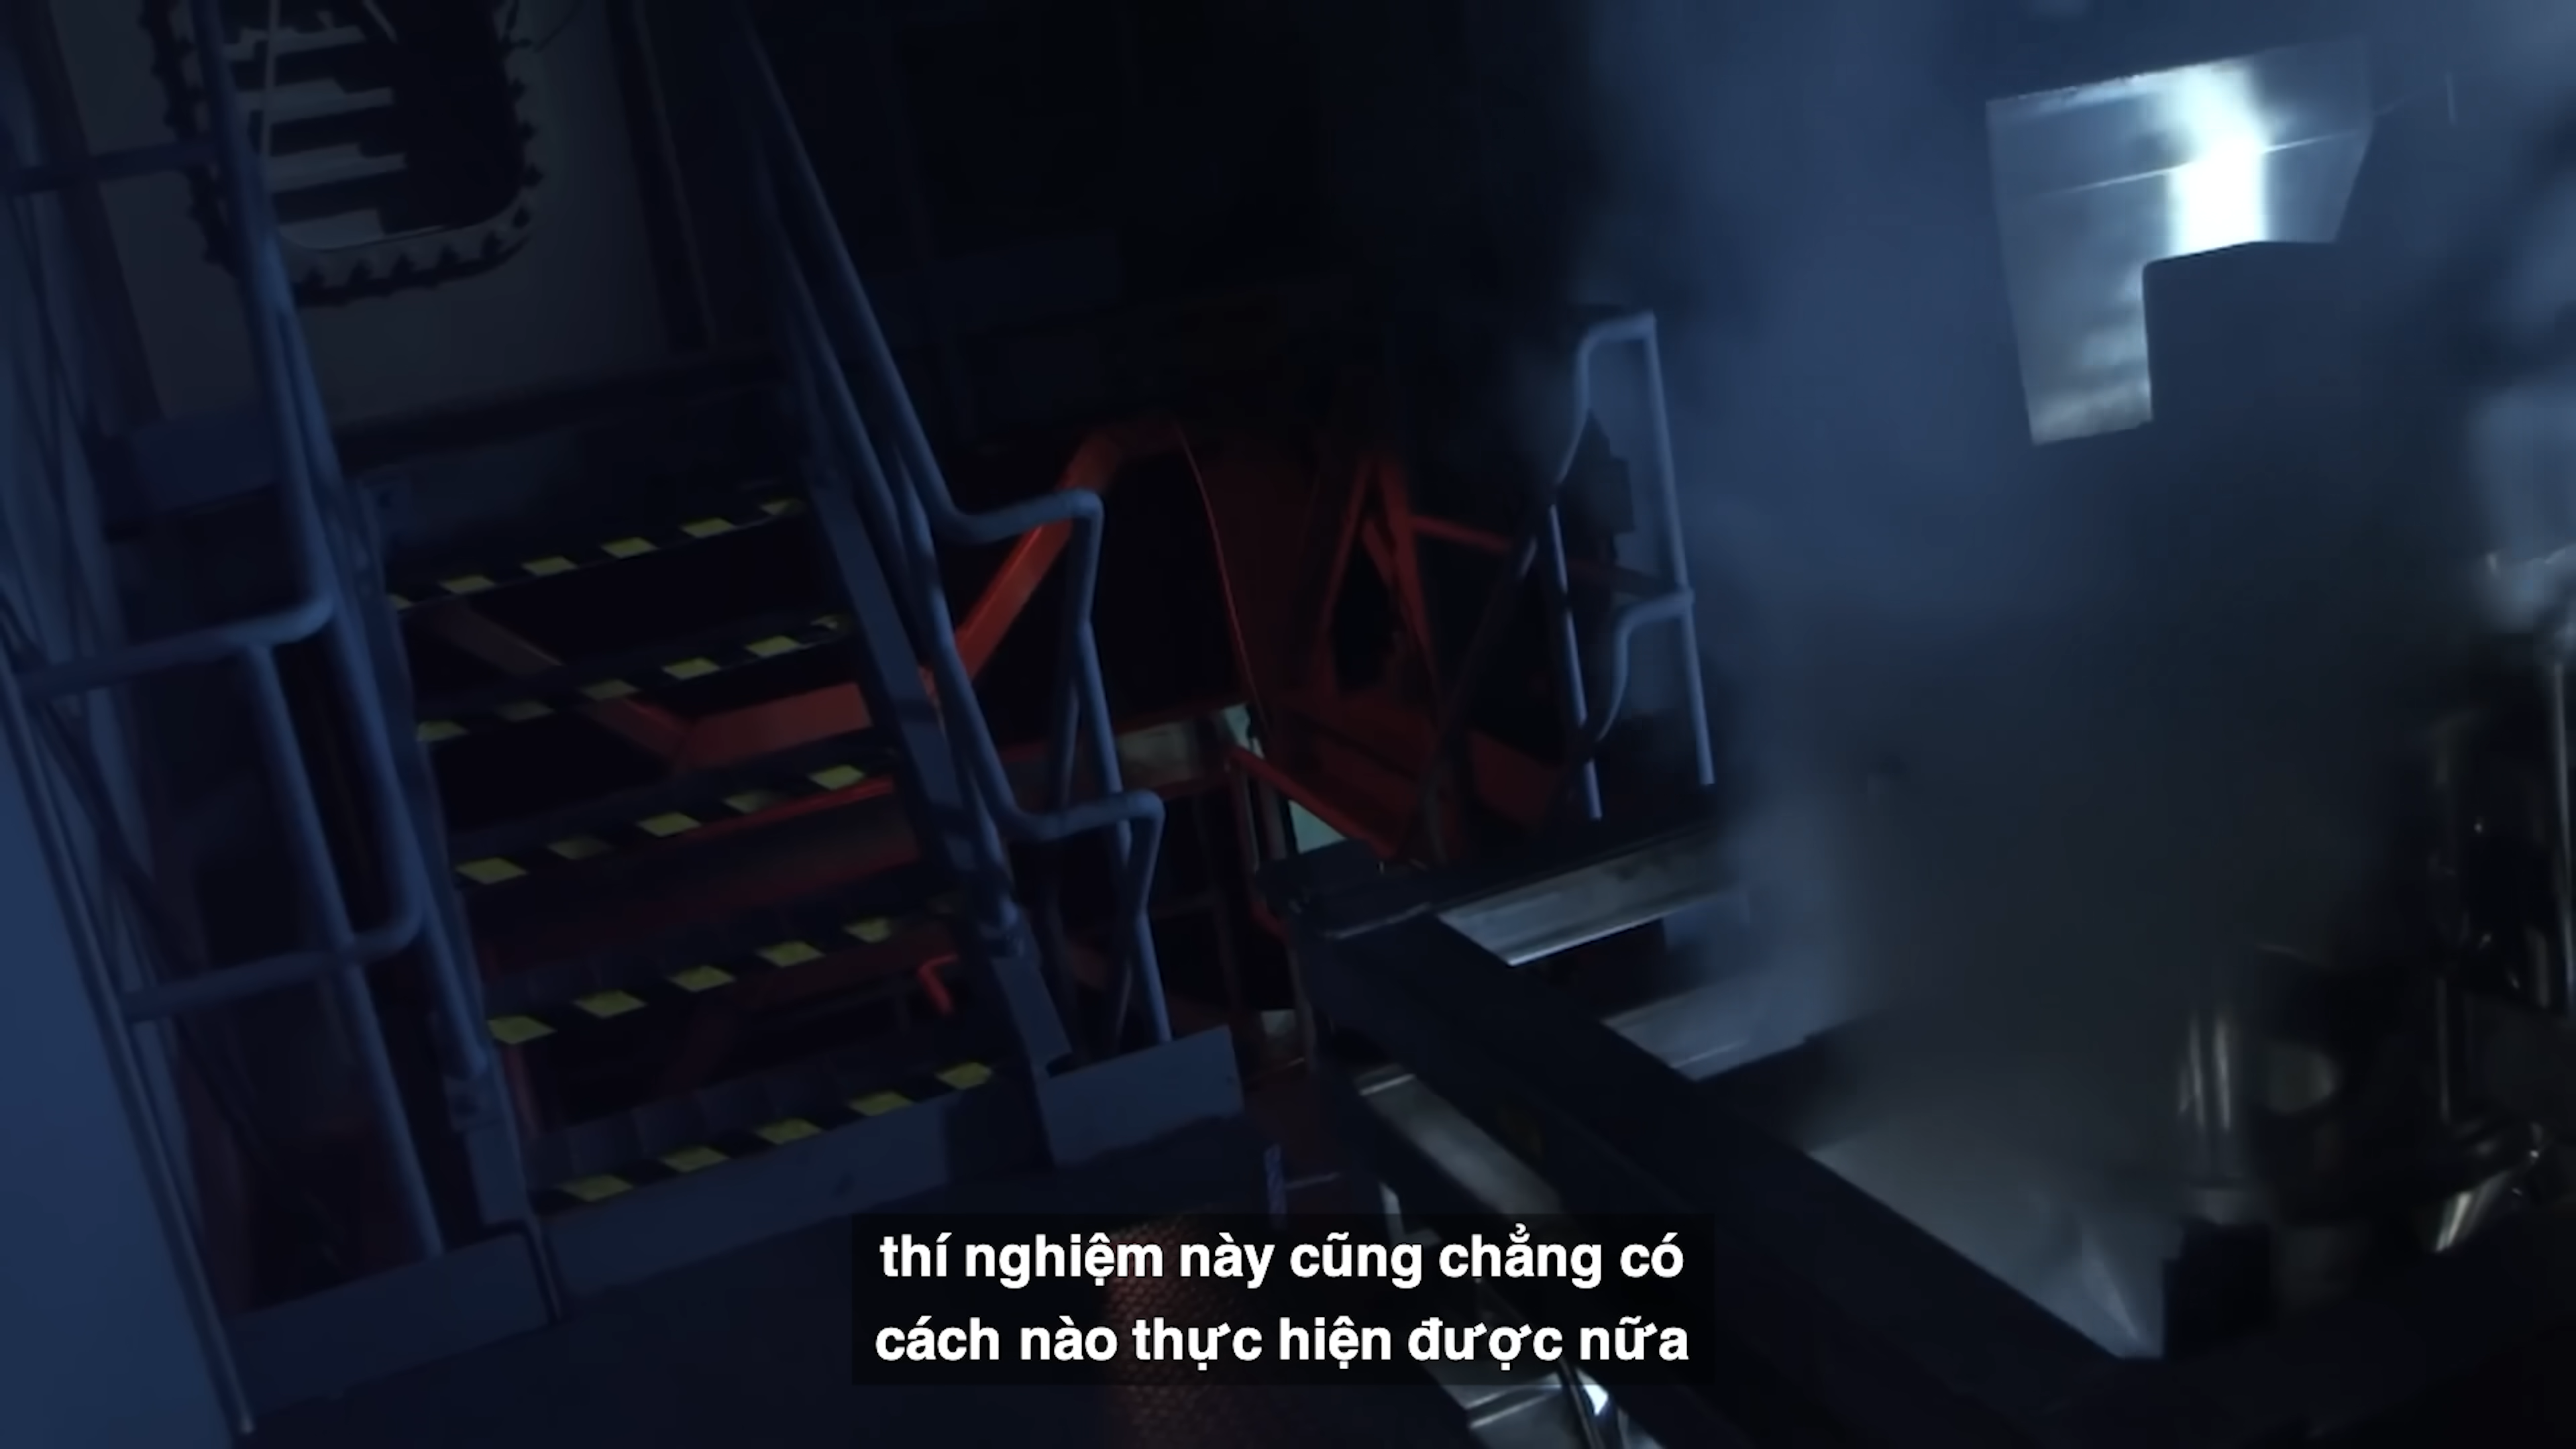 thí nghiệm này cũng chẳng có
cách nào thực hiện được nữa